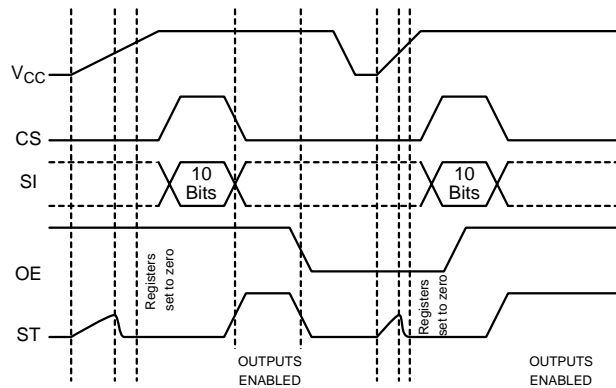 VCC
CS
SI
10
Bits
10
Bits
OE
Registers
set to zero
Registers
set to zero
ST
OUTPUTS
ENABLED
OUTPUTS
ENABLED